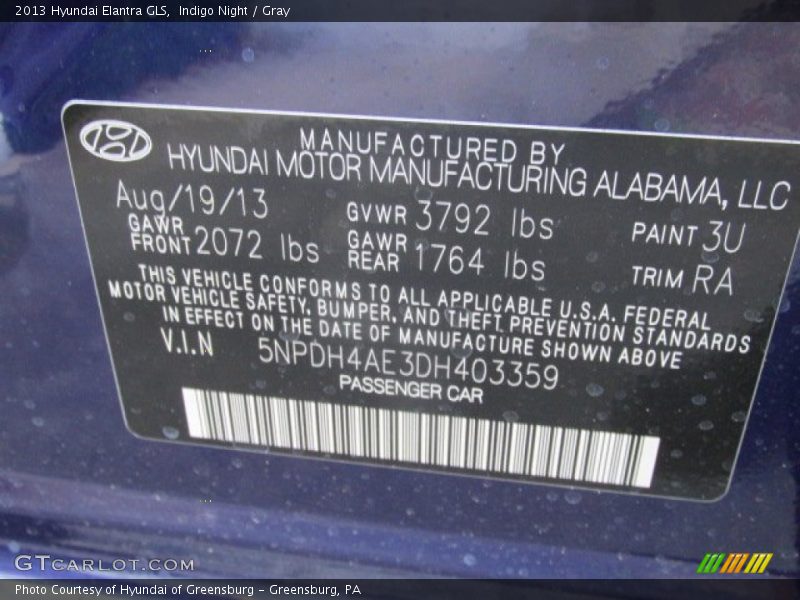 2013 Hyundai Elantra GLS, Indigo Night / Gray
MANUFACTURED BY
HYUNDAI MOTOR MANUFACTURING ALABAMA, LLC
Aug/19/13 GVWR 3792 lbs PAINT 3U
GAWR FRONT 2072 lbs GAWR REAR 1764 lbs TRIM RA
THIS VEHICLE CONFORMS TO ALL APPLICABLE U.S.A. FEDERAL
MOTOR VEHICLE SAFETY, BUMPER, AND THEFT PREVENTION STANDARDS
IN EFFECT ON THE DATE OF MANUFACTURE SHOWN ABOVE
V.I.N 5NPDH4AE3DH403359
PASSENGER CAR
GTCARLOT.COM
Photo Courtesy of Hyundai of Greensburg - Greensburg, PA